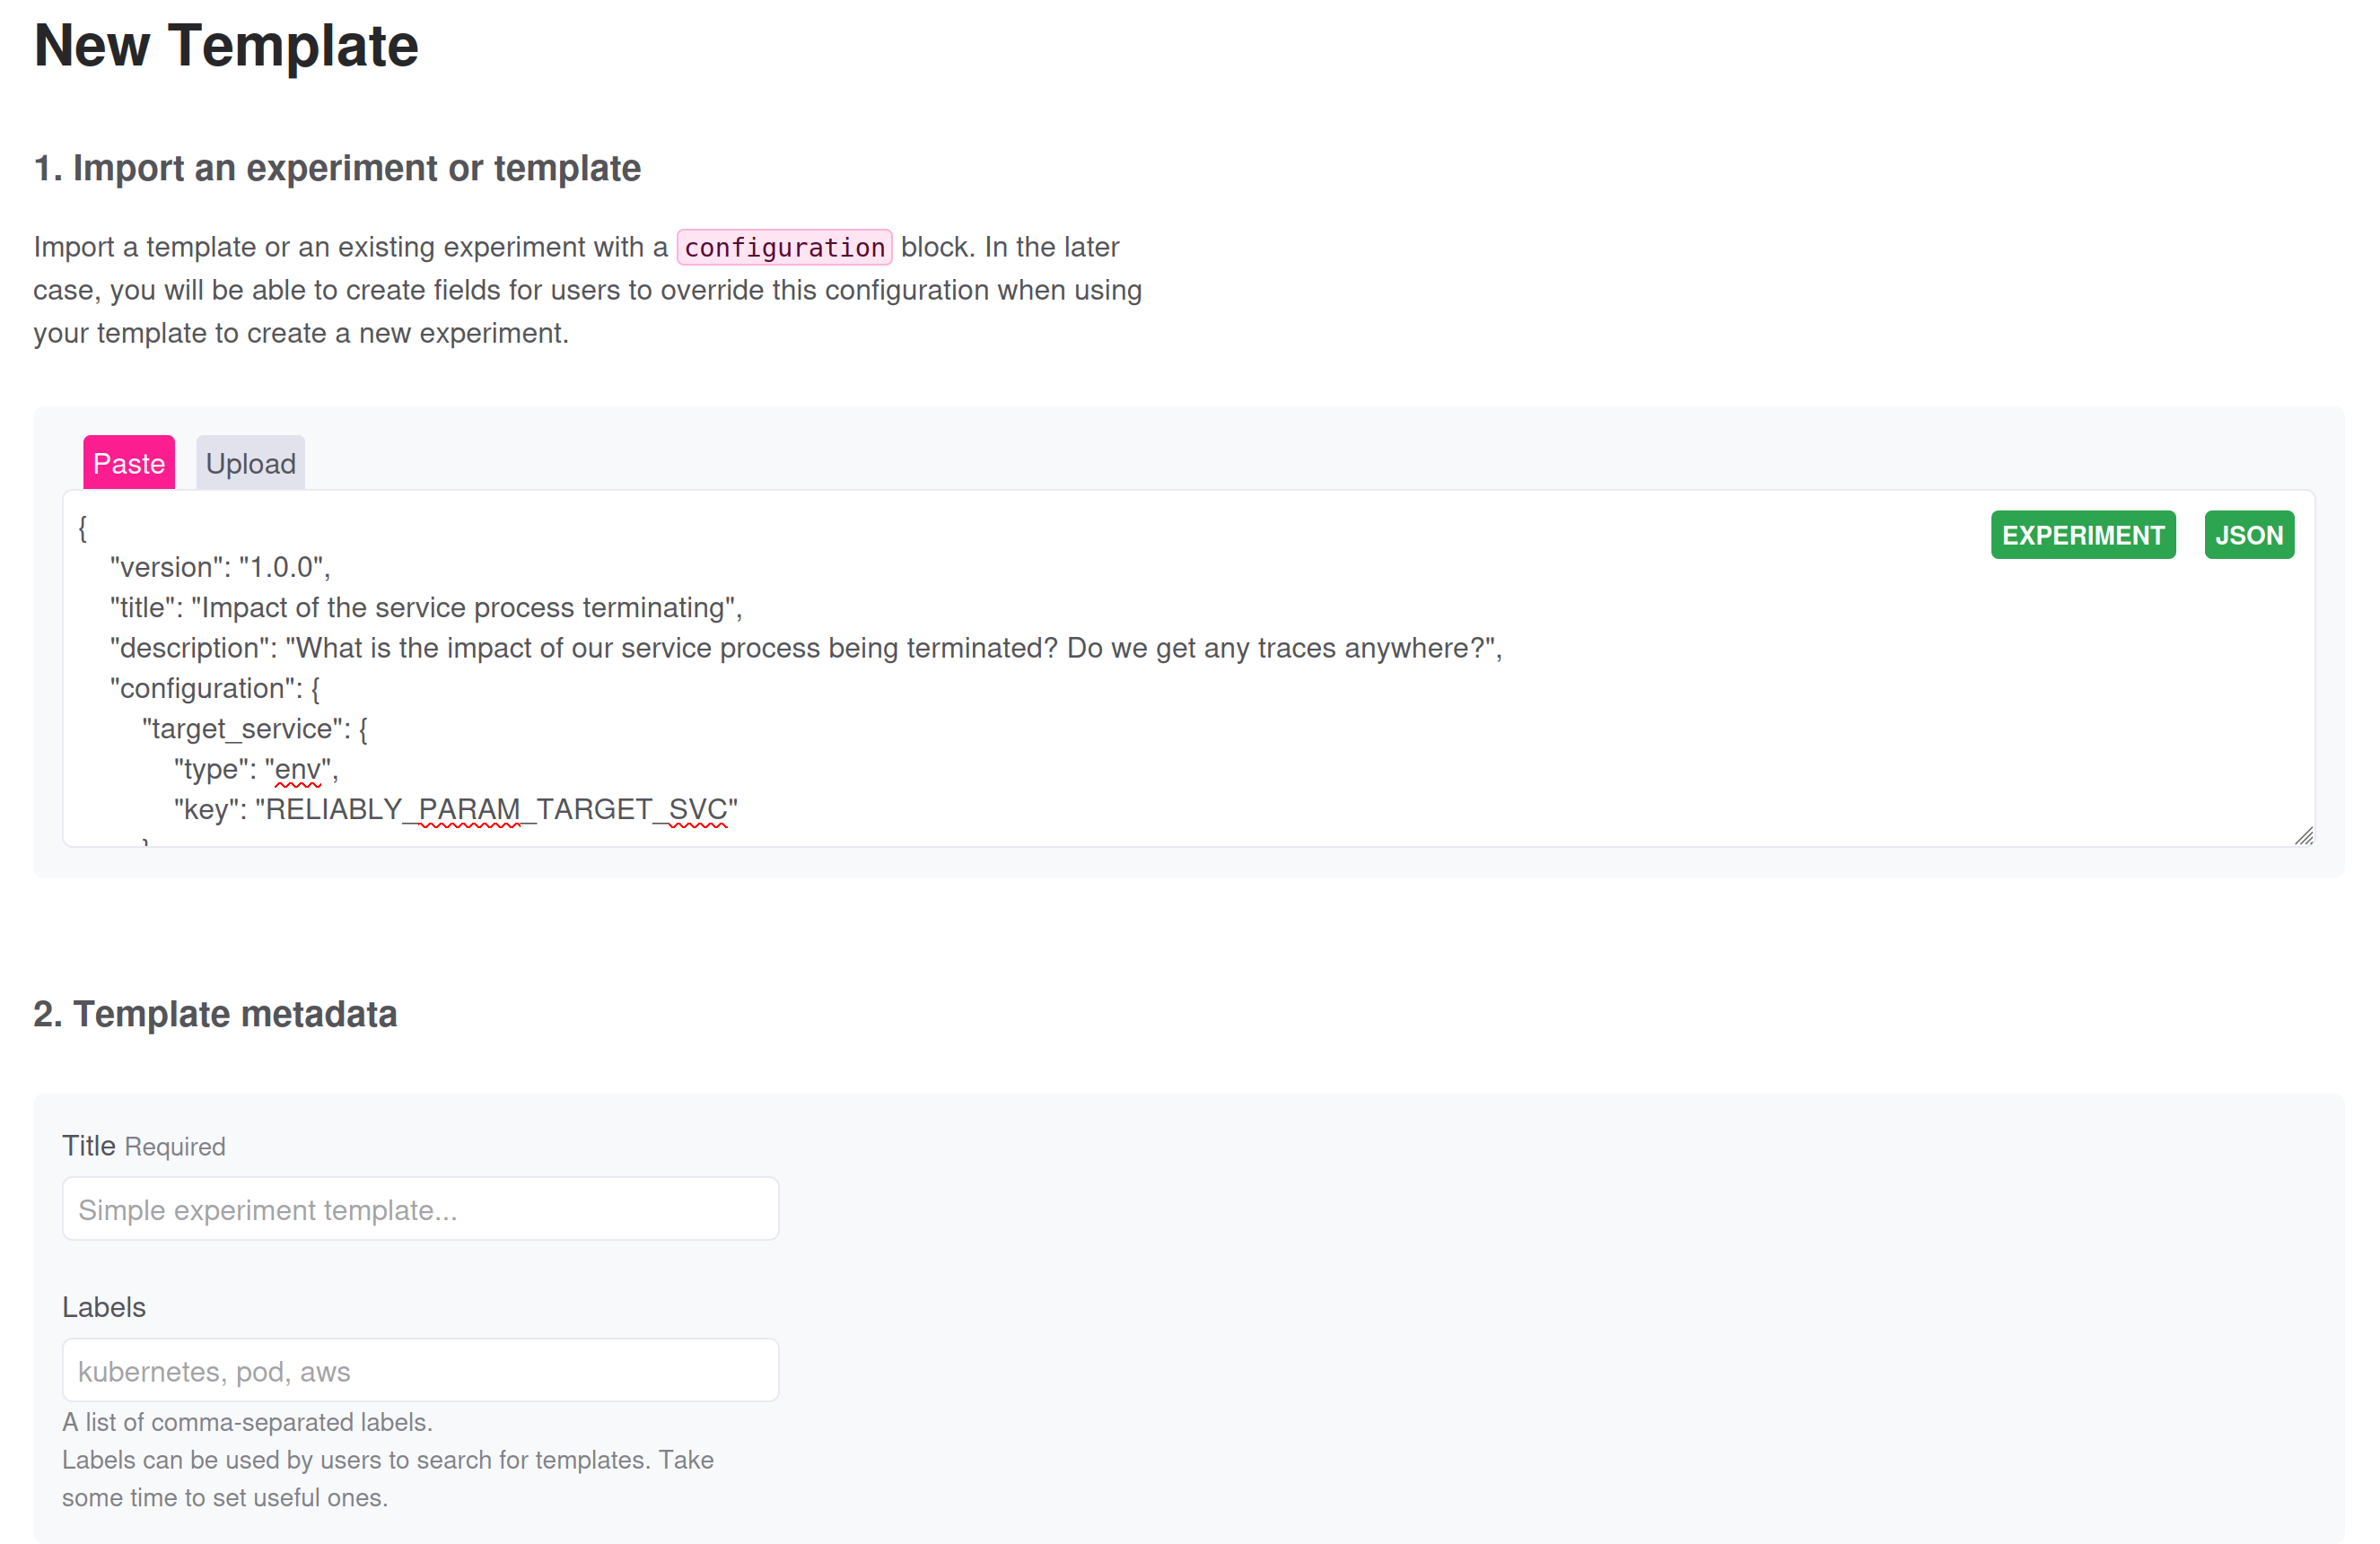 New Template
1. Import an experiment or template
Import a template or an existing experiment with a configuration block. In the later
case, you will be able to create fields for users to override this configuration when using
your template to create a new experiment.
Paste Upload
{
EXPERIMENT JSON
"version": "1.0.0",
"title": "Impact of the service process terminating",
"description": "What is the impact of our service process being terminated? Do we get any traces anywhere?",
"configuration": {
"target_service": {
"type": "env",
"key": "RELIABLY_PARAM_TARGET_SVC"
}
2. Template metadata
Title Required
Simple experiment template...
Labels
kubernetes, pod, aws
A list of comma-separated labels.
Labels can be used by users to search for templates. Take
some time to set useful ones.